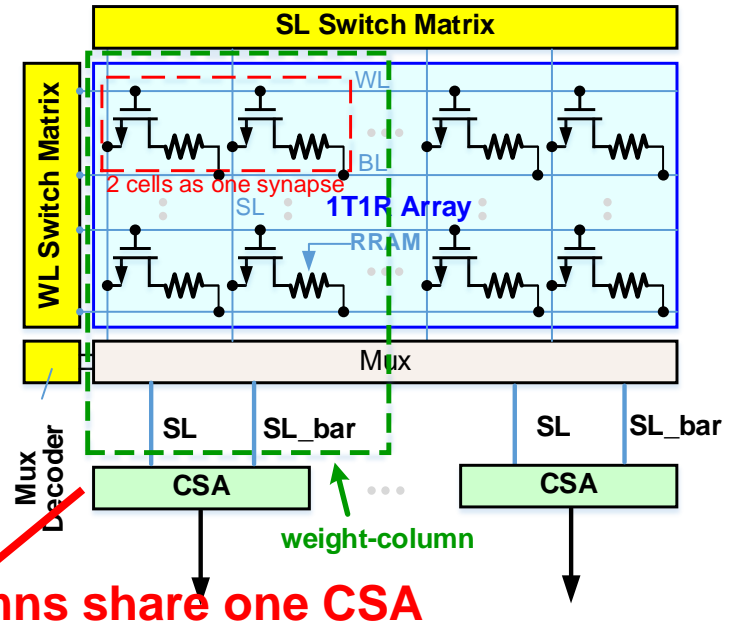 SL Switch Matrix
WL Switch Matrix
WL
BL
2 cells as one synapse
SL
1T1R Array
RRAM
Mux
Mux
Decoder
SL
SL_bar
SL
SL_bar
CSA
CSA
weight-column
share one CSA